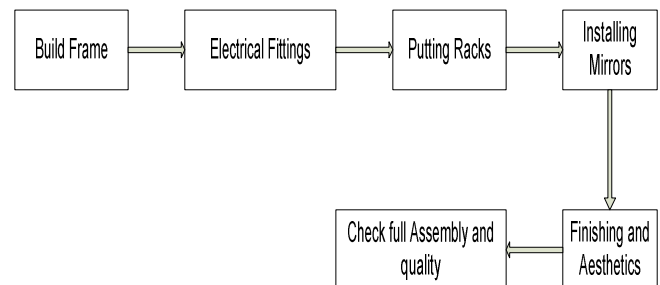 Build Frame
Electrical Fittings
Putting Racks
Installing
Mirrors
Finishing and
Aesthetics
Check full Assembly and
quality